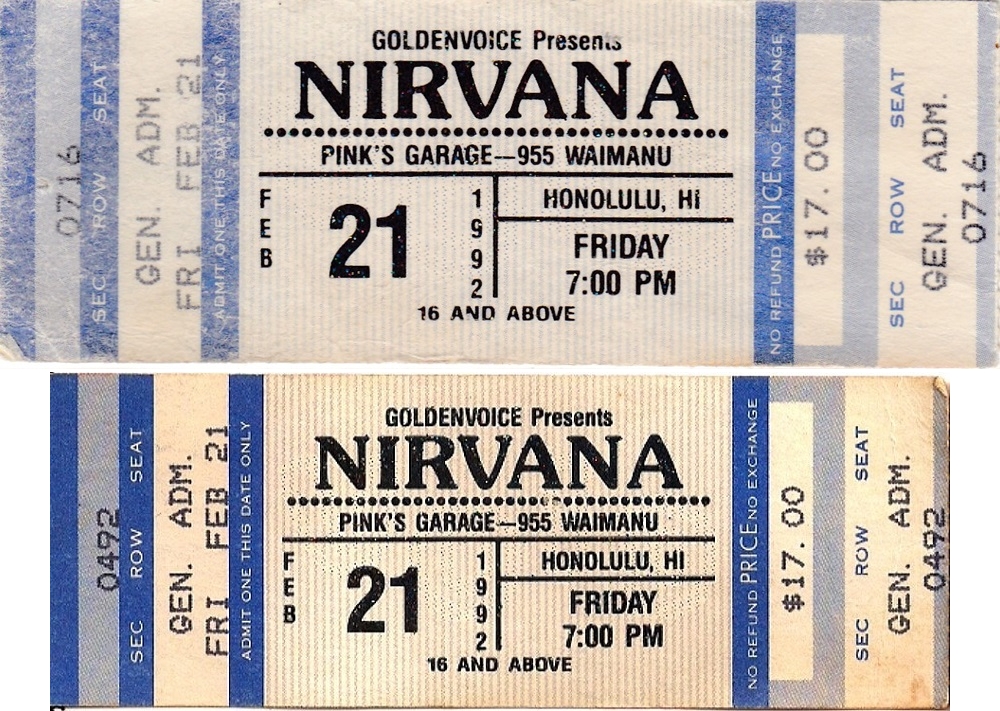 0716
SEC ROW SEAT
GEN. ADM.
FRI FEB 21
ADMIT ONE THIS DATE ONLY
GOLDENVOICE Presents
NIRVANA
PINK'S GARAGE—955 WAIMANU
FEB 21 1992
HONOLULU, HI
FRIDAY
7:00 PM
16 AND ABOVE
NO REFUND PRICE NO EXCHANGE
$17.00
SEC ROW SEAT
GEN. ADM.
0716
0492
SEC ROW SEAT
GEN. ADM.
FRI FEB 21
ADMIT ONE THIS DATE ONLY
GOLDENVOICE Presents
NIRVANA
PINK'S GARAGE—955 WAIMANU
FEB 21 1992
HONOLULU, HI
FRIDAY
7:00 PM
16 AND ABOVE
NO REFUND PRICE NO EXCHANGE
$17.00
SEC ROW SEAT
GEN. ADM.
0492